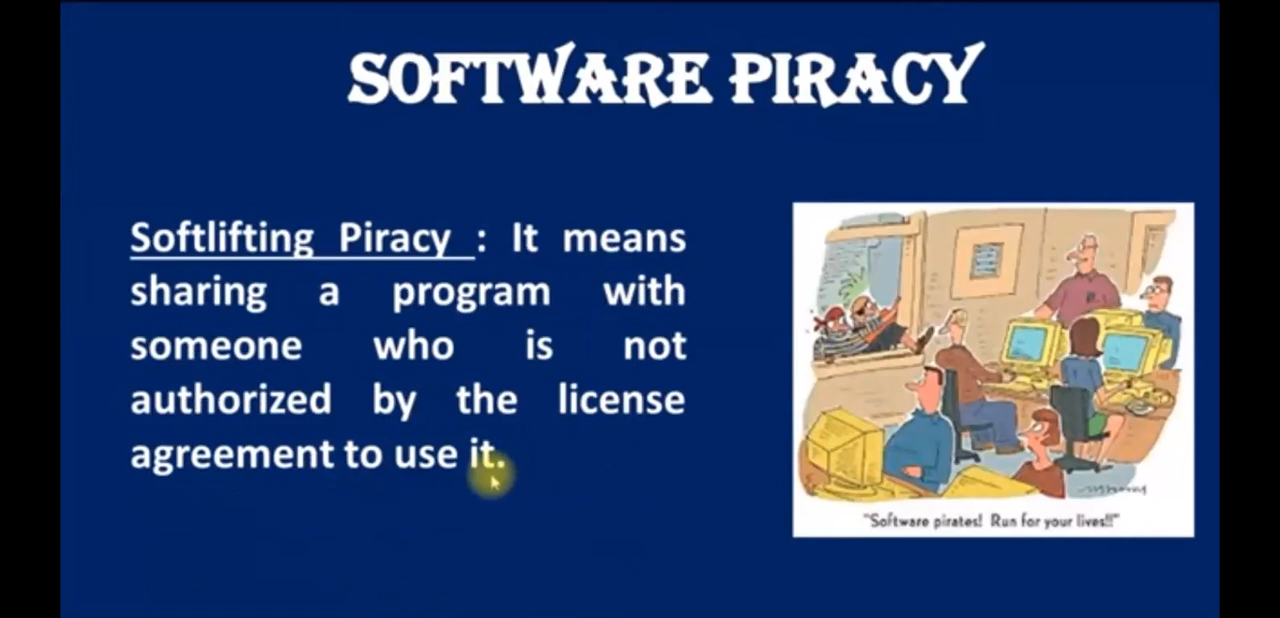 SOFTWARE PIRACY
Softlifting Piracy : It means
sharing a program with
someone who is not
authorized by the license
agreement to use it.
"Software pirates! Run for your lives!!"